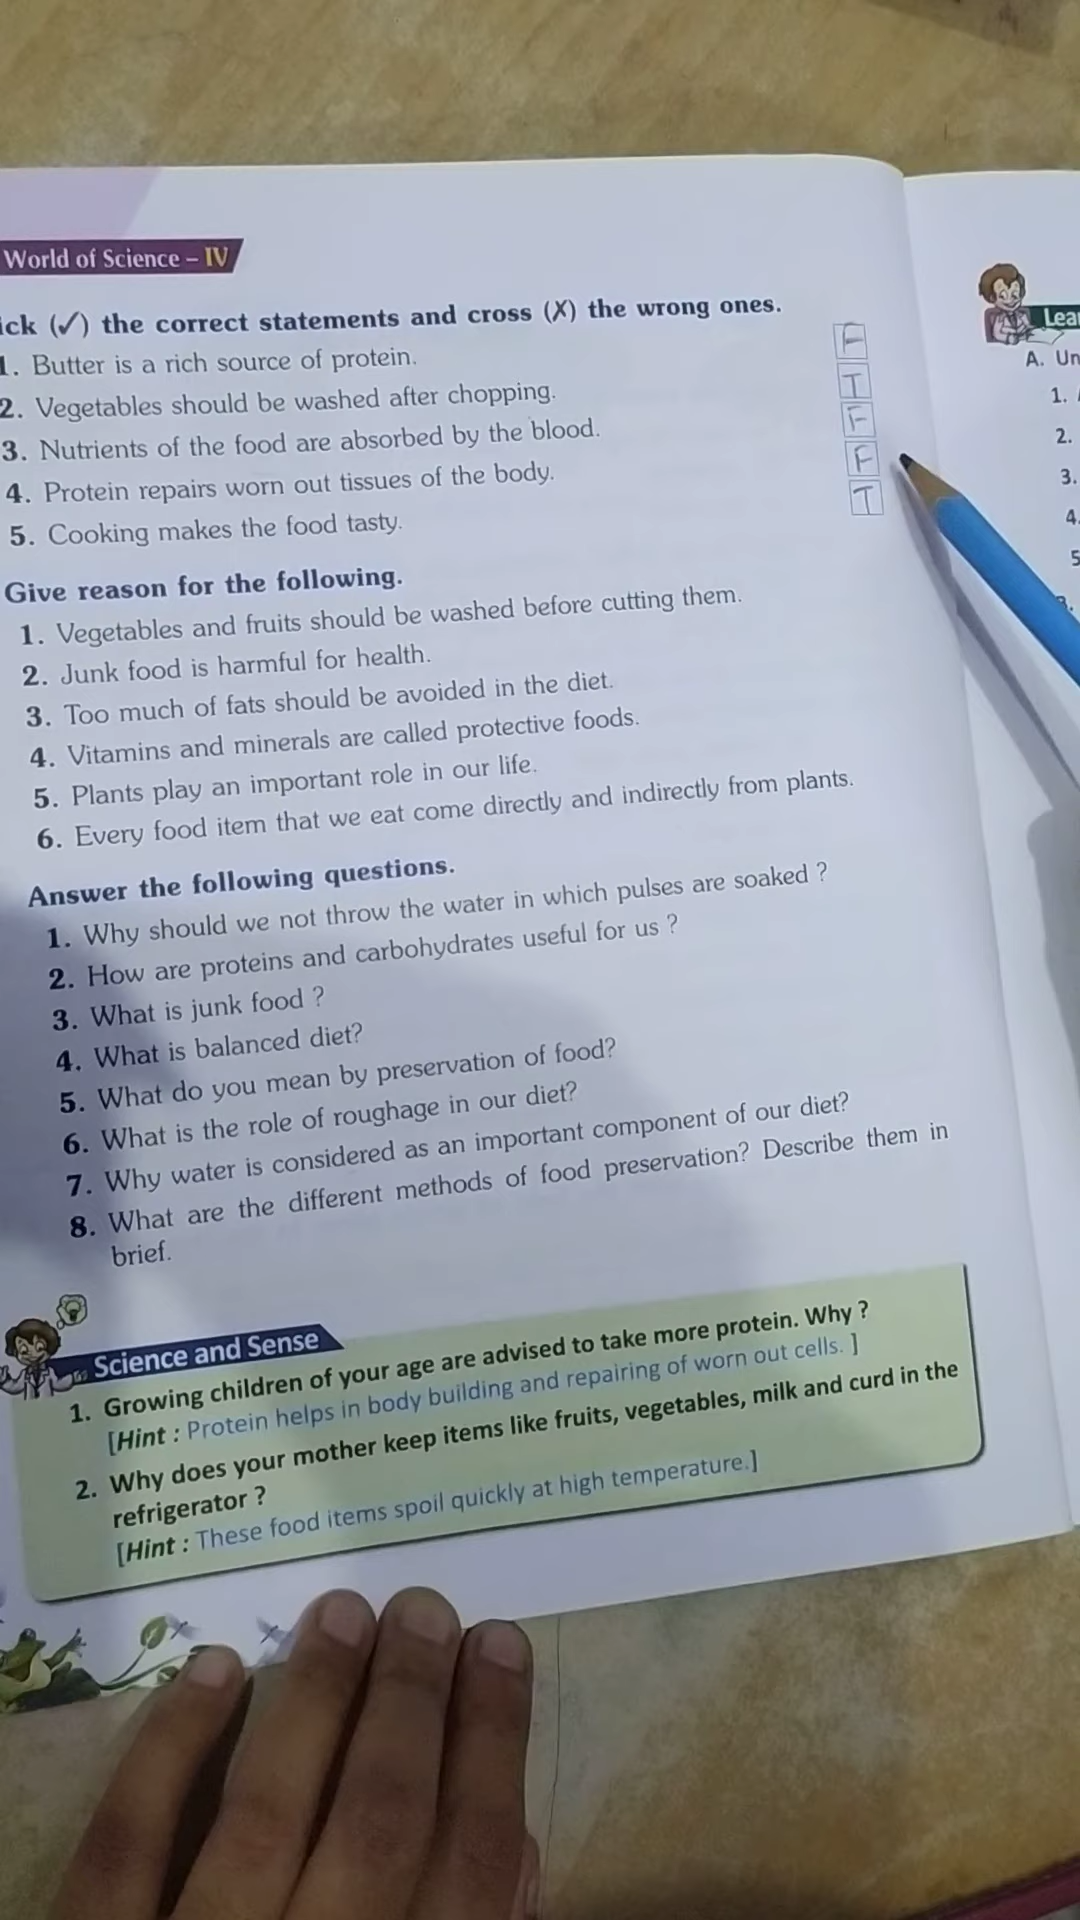 World of Science – IV
ick (✓) the correct statements and cross (X) the wrong ones.
1. Butter is a rich source of protein. F
2. Vegetables should be washed after chopping. T
3. Nutrients of the food are absorbed by the blood. F
4. Protein repairs worn out tissues of the body. F
5. Cooking makes the food tasty. T
Give reason for the following.
1. Vegetables and fruits should be washed before cutting them.
2. Junk food is harmful for health.
3. Too much of fats should be avoided in the diet.
4. Vitamins and minerals are called protective foods.
5. Plants play an important role in our life.
6. Every food item that we eat come directly and indirectly from plants.
Answer the following questions.
1. Why should we not throw the water in which pulses are soaked ?
2. How are proteins and carbohydrates useful for us ?
3. What is junk food ?
4. What is balanced diet?
5. What do you mean by preservation of food?
6. What is the role of roughage in our diet?
7. Why water is considered as an important component of our diet?
8. What are the different methods of food preservation? Describe them in
brief.
Science and Sense
1. Growing children of your age are advised to take more protein. Why ?
[Hint : Protein helps in body building and repairing of worn out cells. ]
2. Why does your mother keep items like fruits, vegetables, milk and curd in the
refrigerator ?
[Hint : These food items spoil quickly at high temperature.]
Lear
A. Un
1.
2.
3.
4.
5